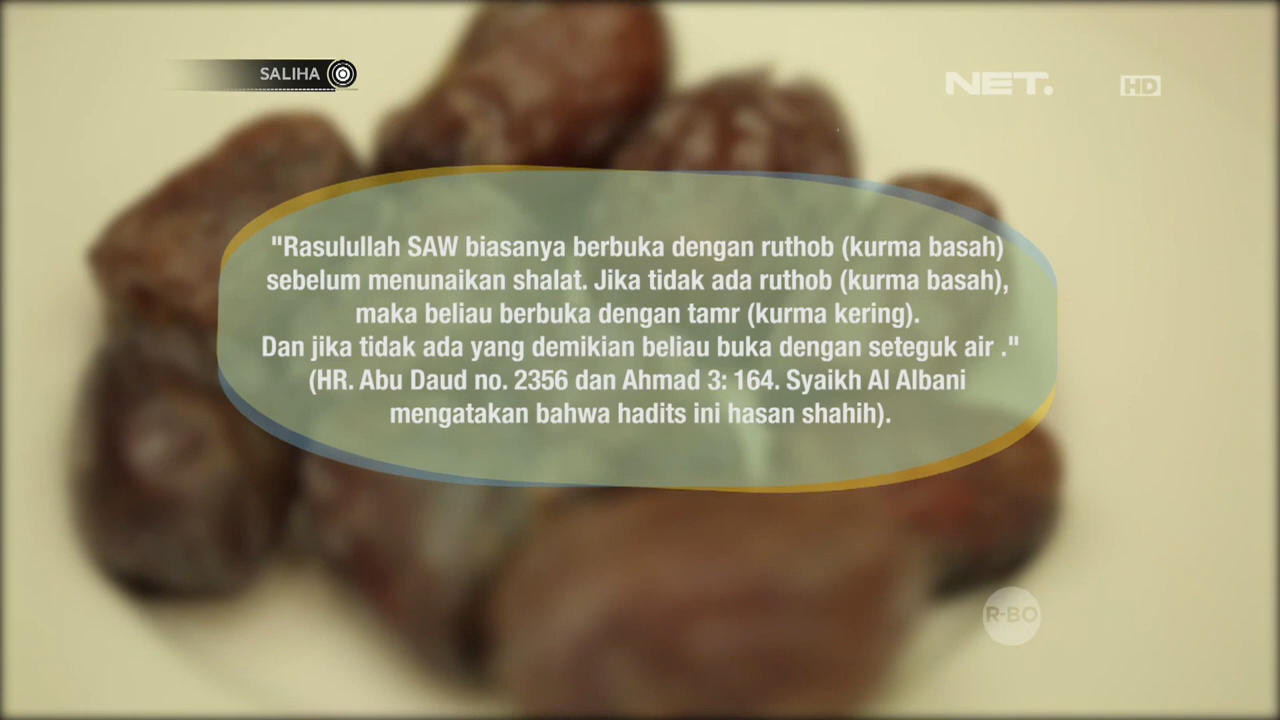 SALIHA
NET.
HD
"Rasulullah SAW biasanya berbuka dengan ruthob (kurma basah)
sebelum menunaikan shalat. Jika tidak ada ruthob (kurma basah),
maka beliau berbuka dengan tamr (kurma kering).
Dan jika tidak ada yang demikian beliau buka dengan seteguk air ."
(HR. Abu Daud no. 2356 dan Ahmad 3: 164. Syaikh Al Albani
mengatakan bahwa hadits ini hasan shahih).
R-BO